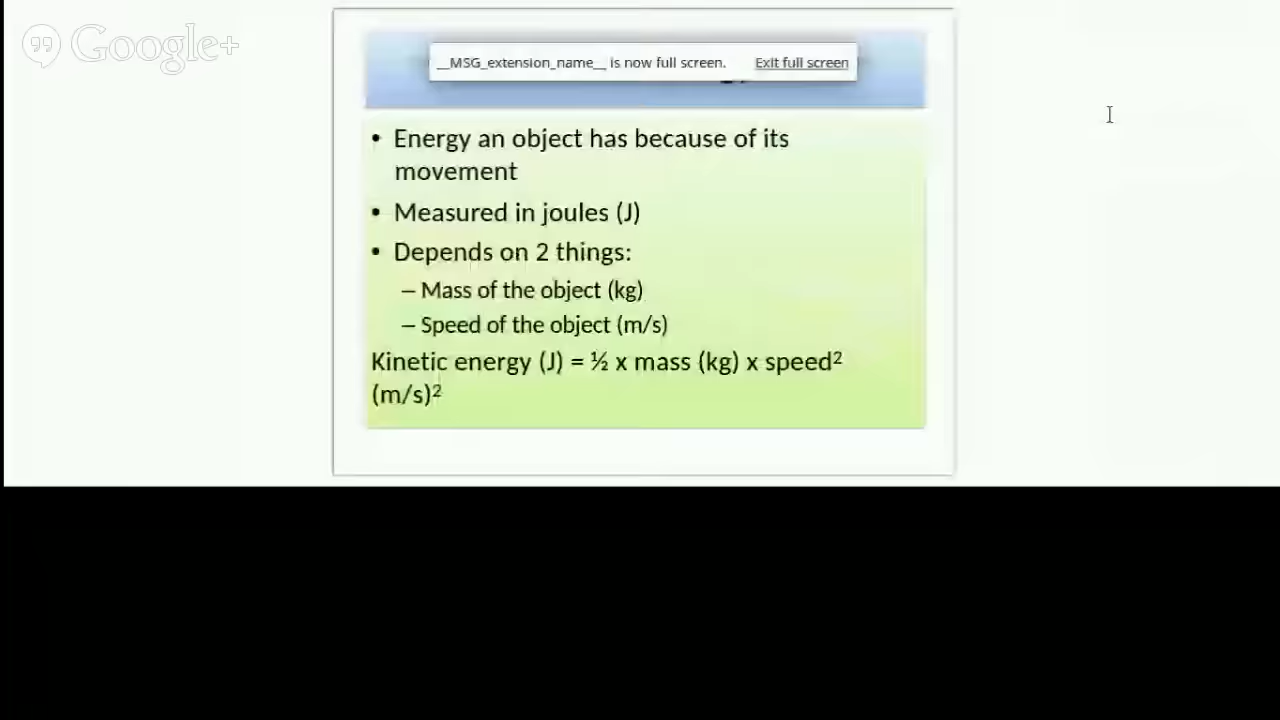 Google+
__MSG_extension_name__ is now full screen. Exit full screen
• Energy an object has because of its
movement
• Measured in joules (J)
• Depends on 2 things:
– Mass of the object (kg)
– Speed of the object (m/s)
Kinetic energy (J) = ½ x mass (kg) x speed²
(m/s)²